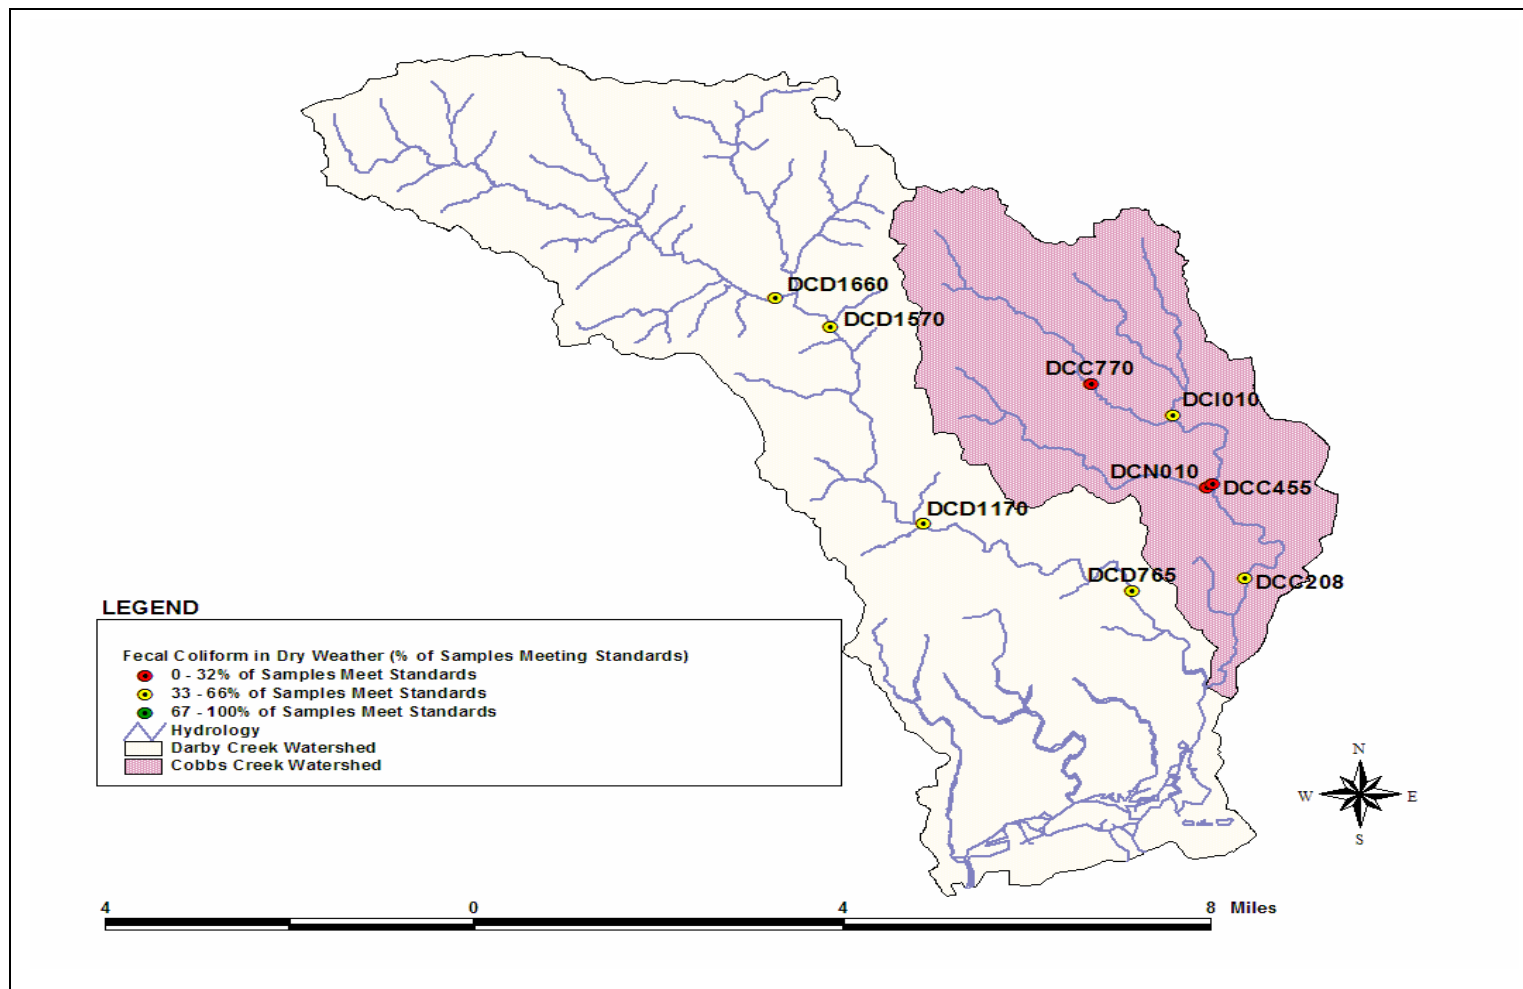 DCD1660
DCD1570
DCC770
DCI010
DCN010
DCC455
DCD1170
DCD765
DCC208
LEGEND
Fecal Coliform in Dry Weather (% of Samples Meeting Standards)
0 - 32% of Samples Meet Standards
33 - 66% of Samples Meet Standards
67 - 100% of Samples Meet Standards
Hydrology
Darby Creek Watershed
Cobbs Creek Watershed
N
W E
S
4 0 4 8 Miles